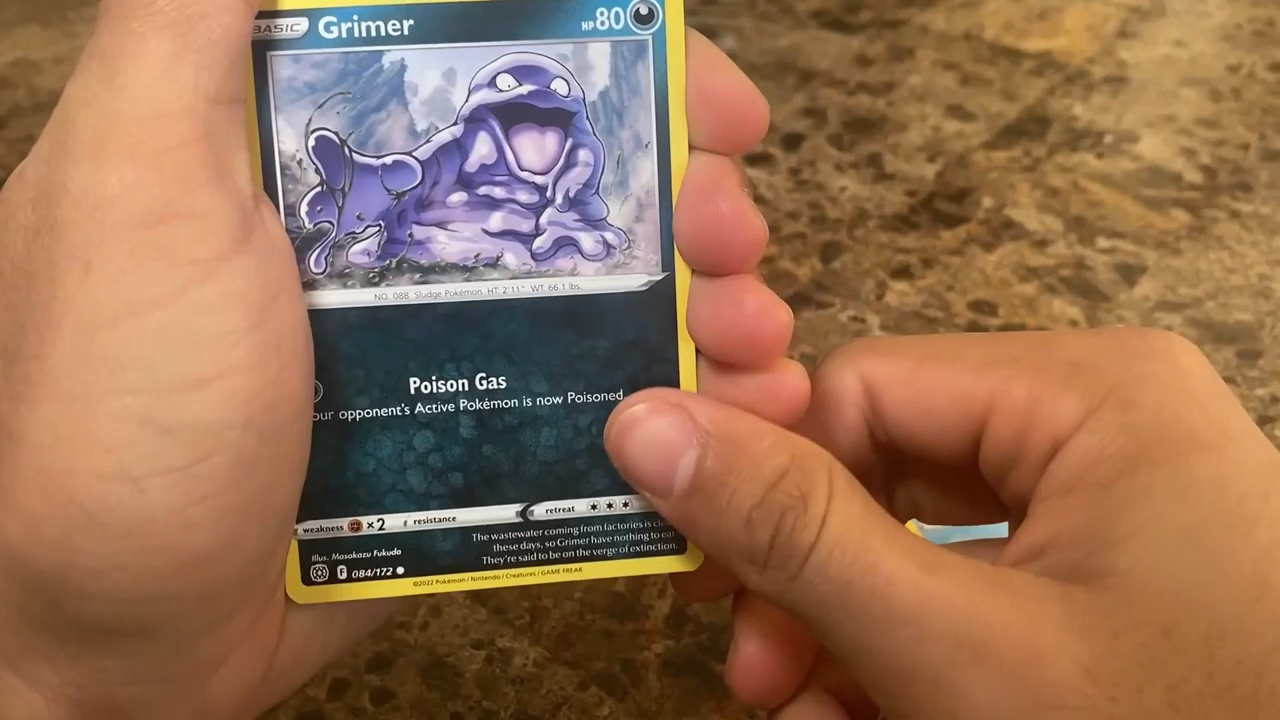 BASIC Grimer HP 80
NO. 088 Sludge Pokémon HT: 2'11" WT: 66.1 lbs.
Poison Gas
our opponent's Active Pokémon is now Poisoned
weakness ×2 resistance retreat
The wastewater coming from factories is
these days, so Grimer have nothing to
They're said to be on the verge of extinction.
Illus. Masakazu Fukuda
F 084/172
©2022 Pokémon / Nintendo / Creatures / GAME FREAK